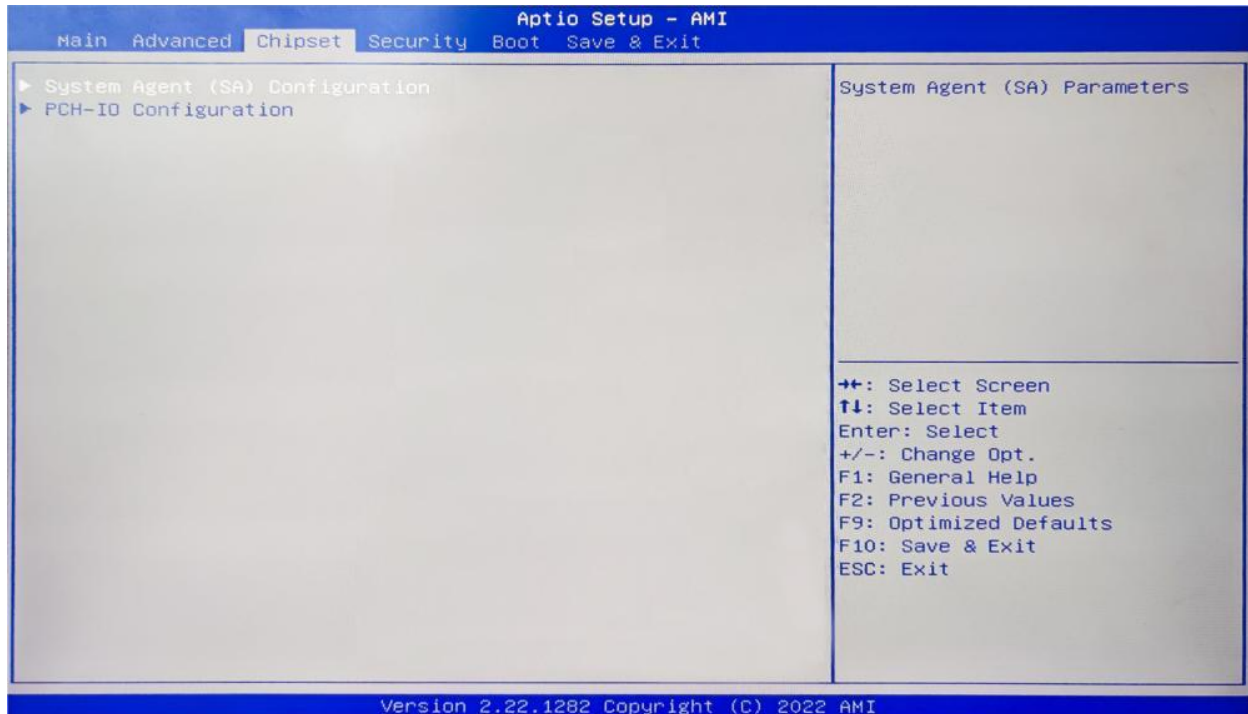 Aptio Setup – AMI
Main Advanced Chipset Security Boot Save & Exit
▶ System Agent (SA) Configuration
▶ PCH-IO Configuration
System Agent (SA) Parameters
→←: Select Screen
↑↓: Select Item
Enter: Select
+/-: Change Opt.
F1: General Help
F2: Previous Values
F9: Optimized Defaults
F10: Save & Exit
ESC: Exit
Version 2.22.1282 Copyright (C) 2022 AMI